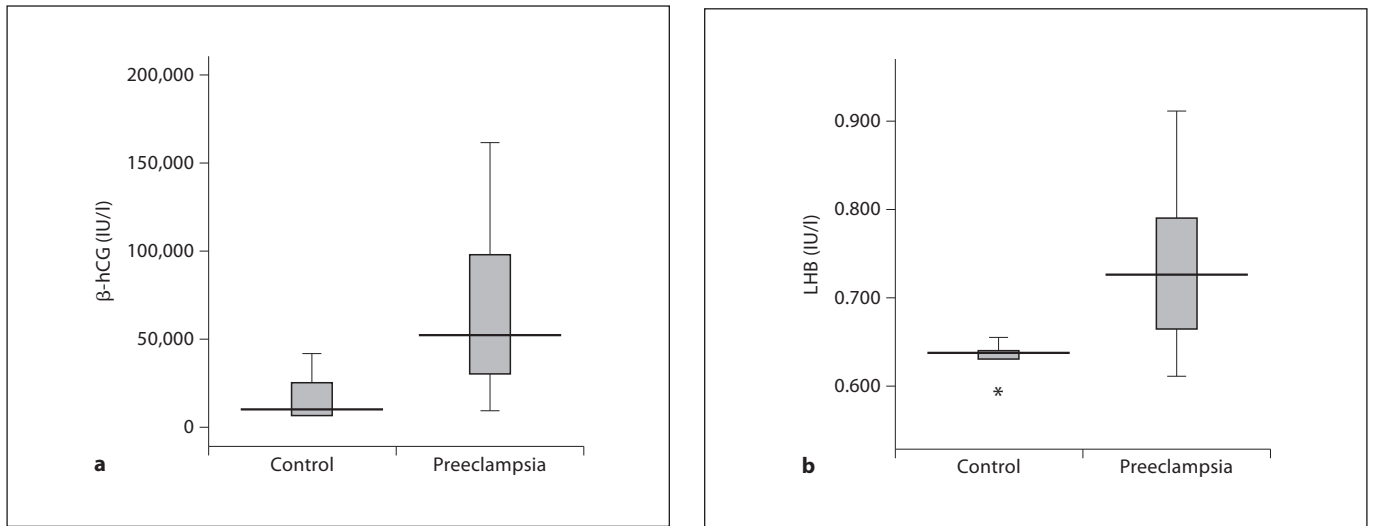 200,000
150,000
100,000
50,000
0
β-hCG (IU/l)
Control
Preeclampsia
a
0.900
0.800
0.700
0.600
LHB (IU/l)
*
Control
Preeclampsia
b